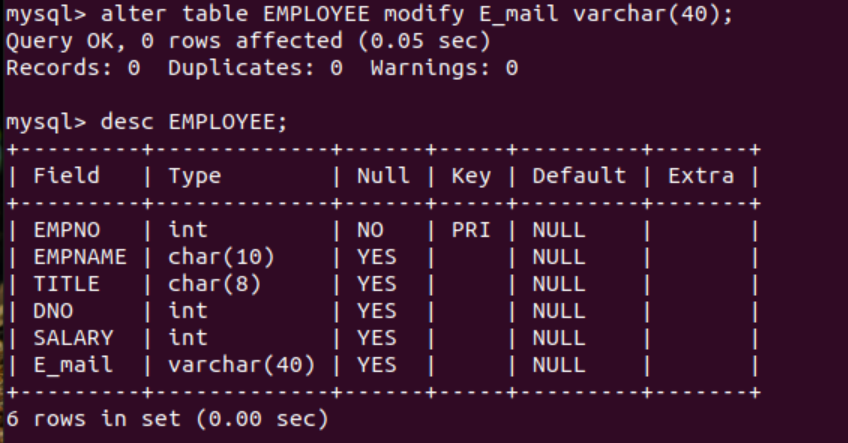 mysql> alter table EMPLOYEE modify E_mail varchar(40);
Query OK, 0 rows affected (0.05 sec)
Records: 0  Duplicates: 0  Warnings: 0

mysql> desc EMPLOYEE;
+----------+-------------+------+-----+---------+-------+
| Field    | Type        | Null | Key | Default | Extra |
+----------+-------------+------+-----+---------+-------+
| EMPNO    | int         | NO   | PRI | NULL    |       |
| EMPNAME  | char(10)    | YES  |     | NULL    |       |
| TITLE    | char(8)     | YES  |     | NULL    |       |
| DNO      | int         | YES  |     | NULL    |       |
| SALARY   | int         | YES  |     | NULL    |       |
| E_mail   | varchar(40) | YES  |     | NULL    |       |
+----------+-------------+------+-----+---------+-------+
6 rows in set (0.00 sec)